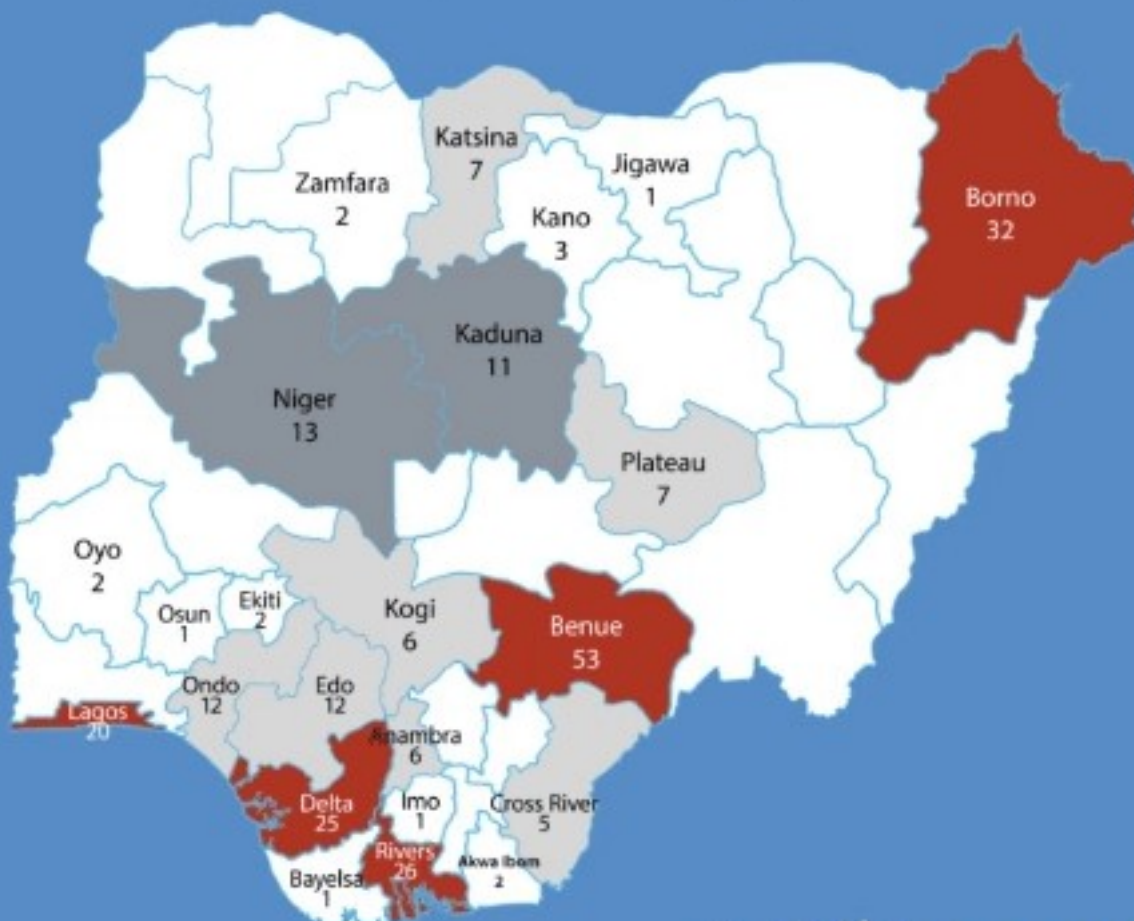 Katsina
7
Jigawa
1
Zamfara
2
Kano
3
Borno
32
Kaduna
11
Niger
13
Plateau
7
Oyo
2
Osun
1
Ekiti
2
Kogi
6
Benue
53
Ondo
12
Edo
12
Lagos
20
Anambra
6
Delta
25
Imo
1
Cross River
5
Rivers
26
Akwa Ibom
2
Bayelsa
1